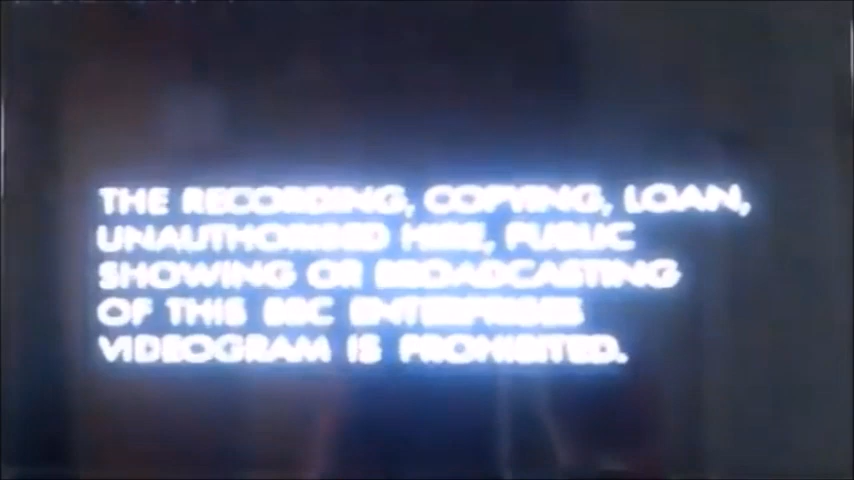 THE RECORDING, COPYING, LOAN,
UNAUTHORISED HIRE, PUBLIC
SHOWING OR BROADCASTING
OF THIS BBC ENTERPRISES
VIDEOGRAM IS PROHIBITED.